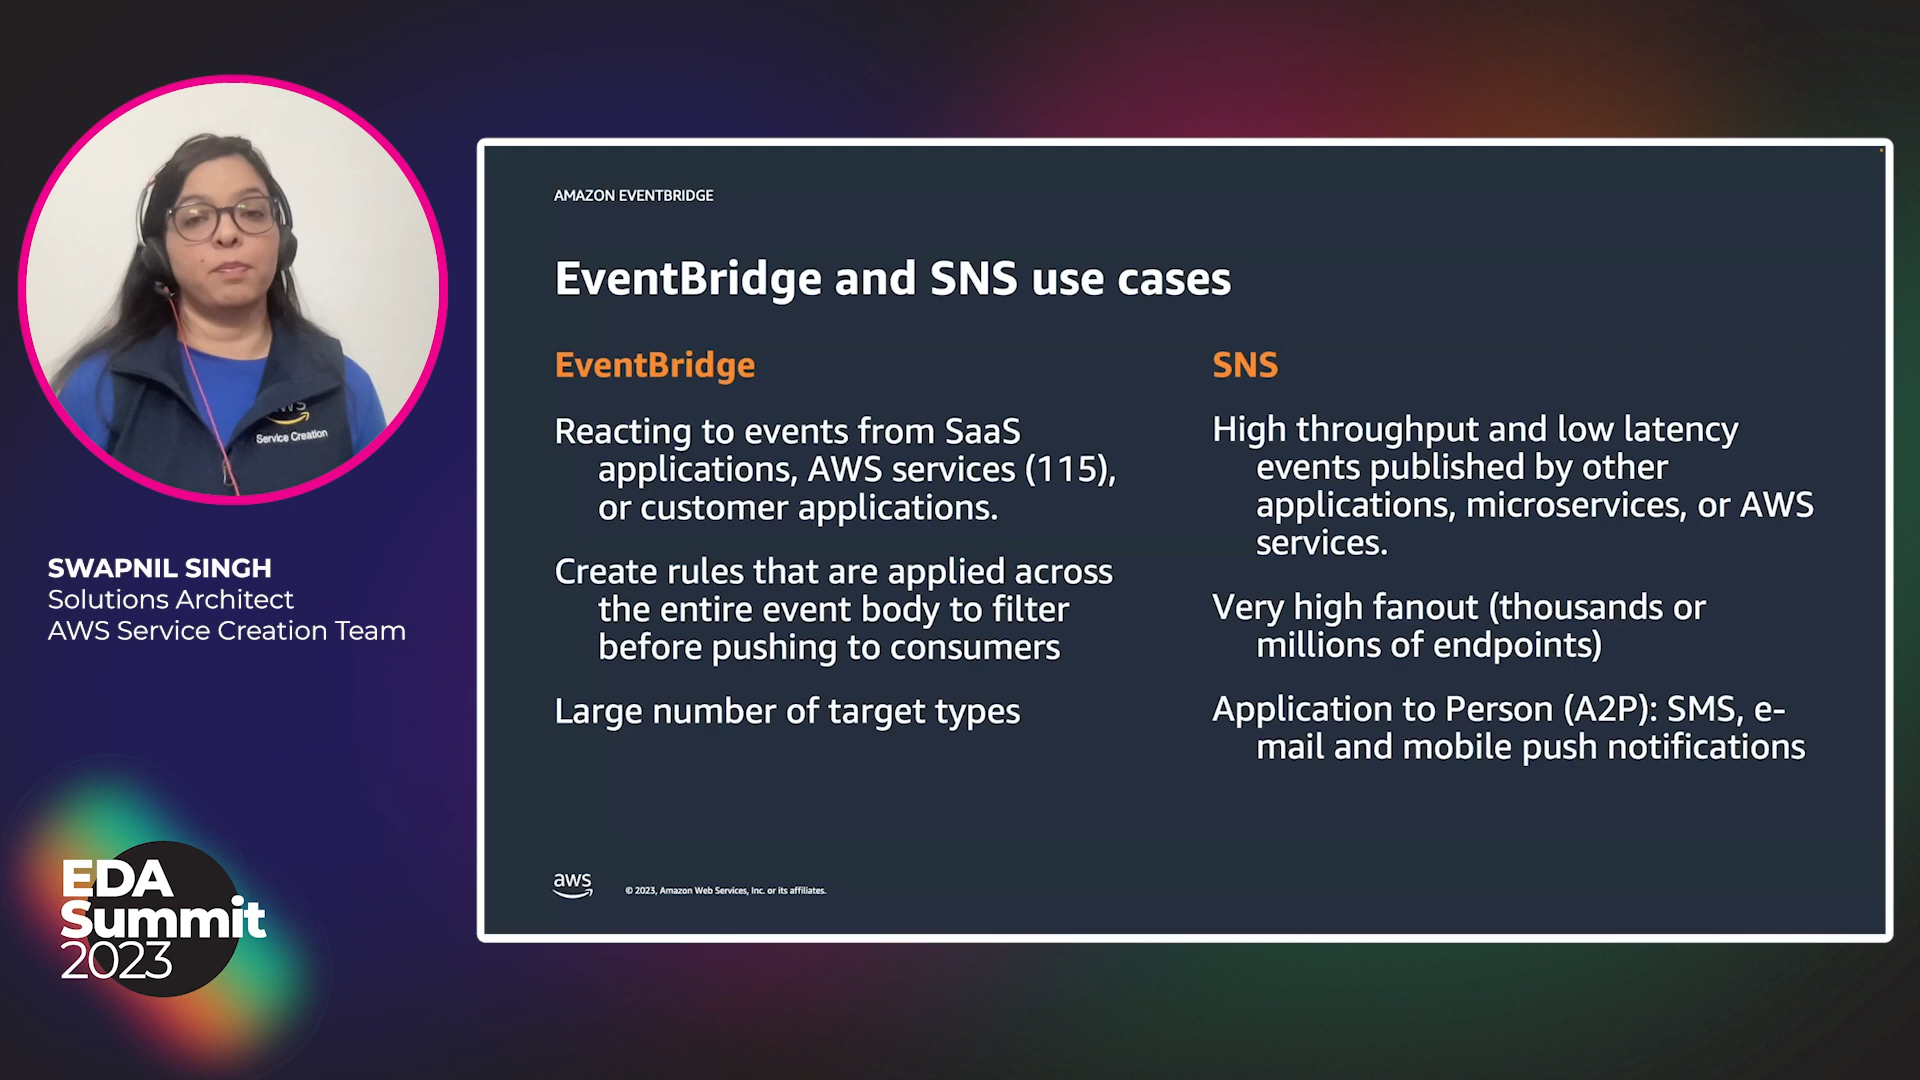 aws
Service Creation
SWAPNIL SINGH
Solutions Architect
AWS Service Creation Team
EDA
Summit
2023
AMAZON EVENTBRIDGE
EventBridge and SNS use cases
EventBridge
Reacting to events from SaaS
applications, AWS services (115),
or customer applications.
Create rules that are applied across
the entire event body to filter
before pushing to consumers
Large number of target types
SNS
High throughput and low latency
events published by other
applications, microservices, or AWS
services.
Very high fanout (thousands or
millions of endpoints)
Application to Person (A2P): SMS, e-
mail and mobile push notifications
aws
© 2023, Amazon Web Services, Inc. or its affiliates.